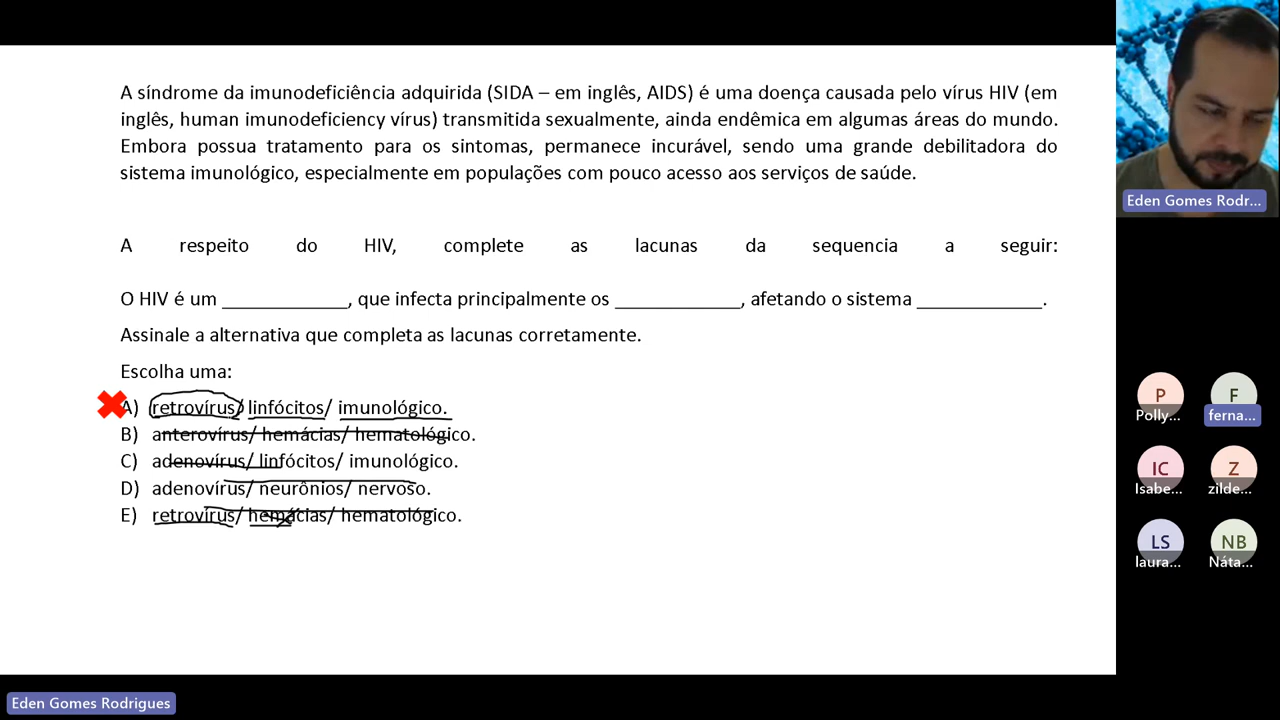 A síndrome da imunodeficiência adquirida (SIDA – em inglês, AIDS) é uma doença causada pelo vírus HIV (em
inglês, human imunodeficiency vírus) transmitida sexualmente, ainda endêmica em algumas áreas do mundo.
Embora possua tratamento para os sintomas, permanece incurável, sendo uma grande debilitadora do
sistema imunológico, especialmente em populações com pouco acesso aos serviços de saúde.
A respeito do HIV, complete as lacunas da sequencia a seguir:
O HIV é um ____________, que infecta principalmente os ____________, afetando o sistema ____________.
Assinale a alternativa que completa as lacunas corretamente.
Escolha uma:
A) retrovírus/ linfócitos/ imunológico.
B) anterovírus/ hemácias/ hematológico.
C) adenovírus/ linfócitos/ imunológico.
D) adenovírus/ neurônios/ nervoso.
E) retrovírus/ hemácias/ hematológico.
Eden Gomes Rodr...
P
Polly...
F
ferna...
IC
Isabe...
Z
zilde...
LS
laura...
NB
Náta...
Eden Gomes Rodrigues